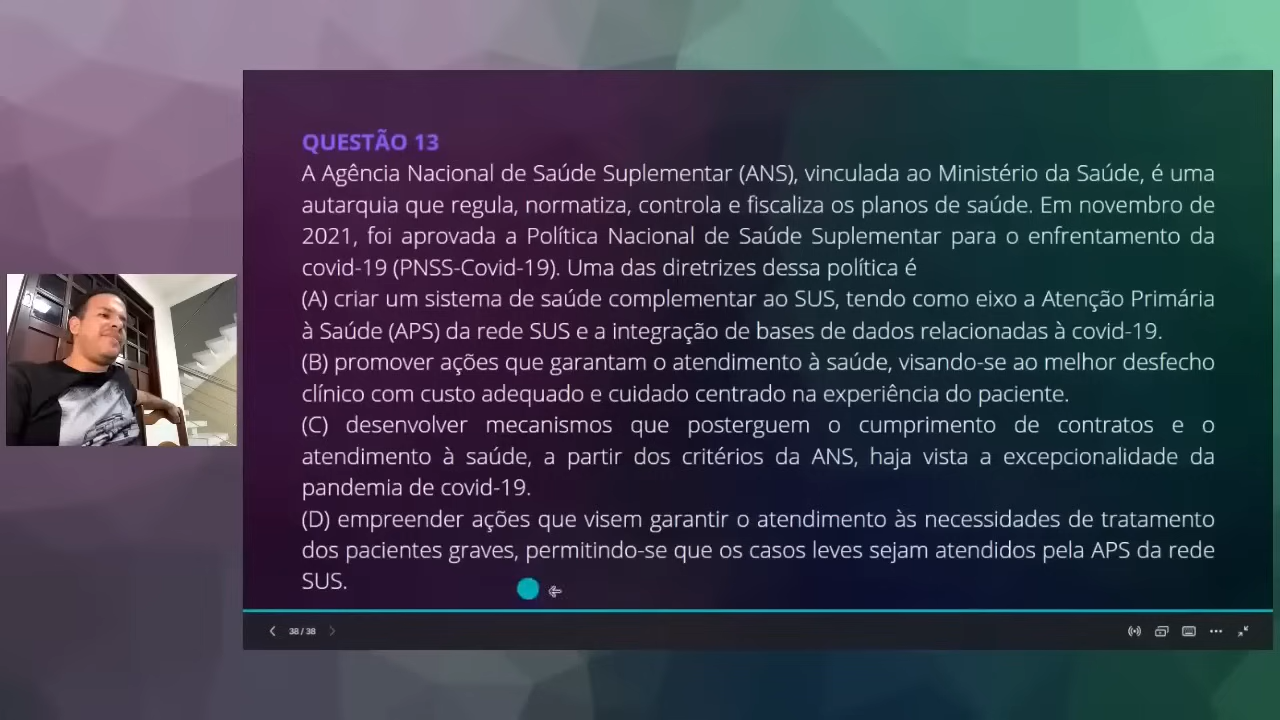 QUESTÃO 13
A Agência Nacional de Saúde Suplementar (ANS), vinculada ao Ministério da Saúde, é uma
autarquia que regula, normatiza, controla e fiscaliza os planos de saúde. Em novembro de
2021, foi aprovada a Política Nacional de Saúde Suplementar para o enfrentamento da
covid-19 (PNSS-Covid-19). Uma das diretrizes dessa política é
(A) criar um sistema de saúde complementar ao SUS, tendo como eixo a Atenção Primária
à Saúde (APS) da rede SUS e a integração de bases de dados relacionadas à covid-19.
(B) promover ações que garantam o atendimento à saúde, visando-se ao melhor desfecho
clínico com custo adequado e cuidado centrado na experiência do paciente.
(C) desenvolver mecanismos que posterguem o cumprimento de contratos e o
atendimento à saúde, a partir dos critérios da ANS, haja vista a excepcionalidade da
pandemia de covid-19.
(D) empreender ações que visem garantir o atendimento às necessidades de tratamento
dos pacientes graves, permitindo-se que os casos leves sejam atendidos pela APS da rede
SUS.
38 / 38